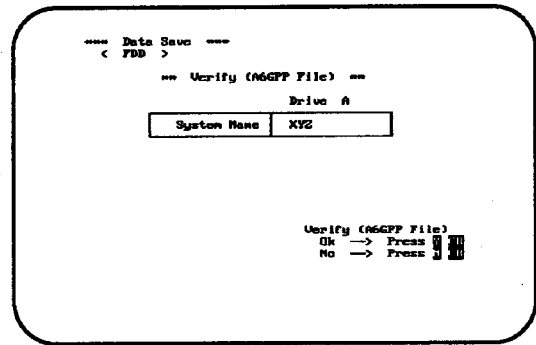 *** Data Save ***
< FDD >
** Verify (A6GPP File) **
Drive A
System Name XYZ
Verify (A6GPP File)
Ok —> Press
No —> Press